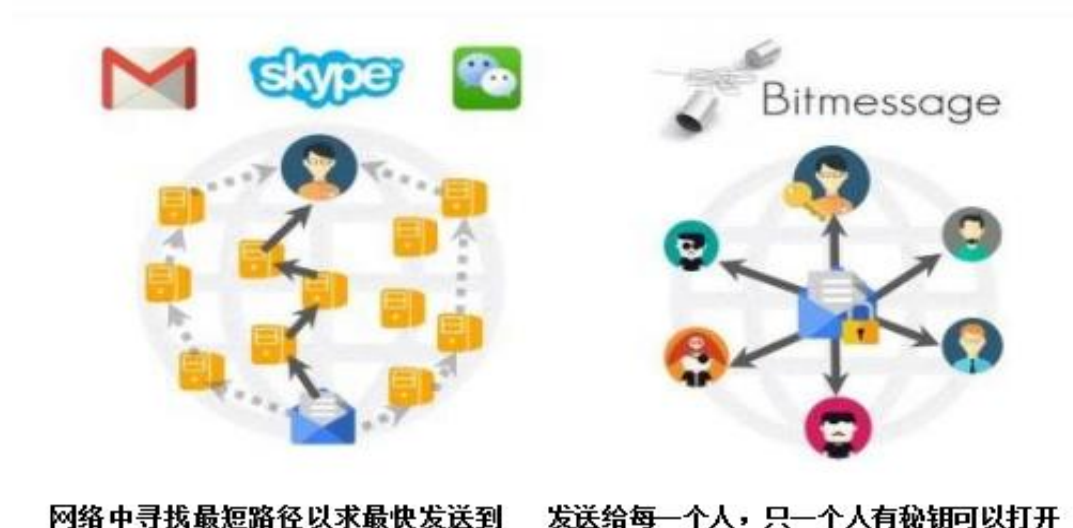 skype
Bitmessage
网络中寻找最短路径以求最快发送到
发送给每一个人，只一个人有秘钥可以打开